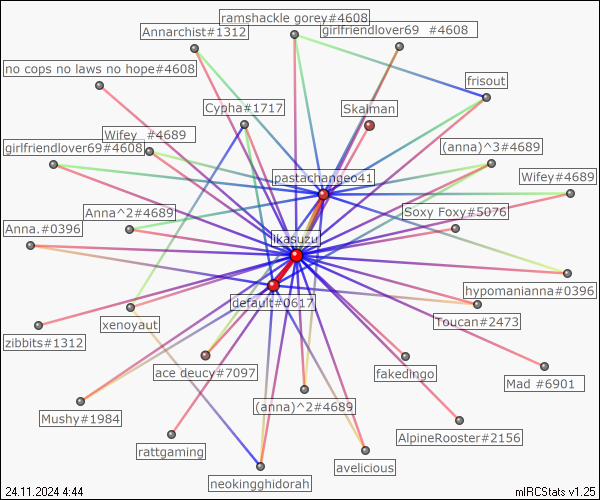 ramshackle gorey#4608
Annarchist#1312
girlfriendlover69 #4608
no cops no laws no hope#4608
frisout
Cypha#1717
Skalman
Wifey #4689
girlfriendlover69#4608
(anna)^3#4689
pastachangeo41
Wifey#4689
Anna^2#4689
Soxy Foxy#5076
Anna.#0396
ikasuzu
hypomanianna#0396
default#0617
Toucan#2473
xenoyaut
zibbits#1312
ace deucy#7097
fakedngo
Mad #6901
(anna)^2#4689
Mushy#1984
AlpineRooster#2156
rattgaming
avelicious
neokingghidorah
24.11.2024 4:44
mIRCStats v1.25